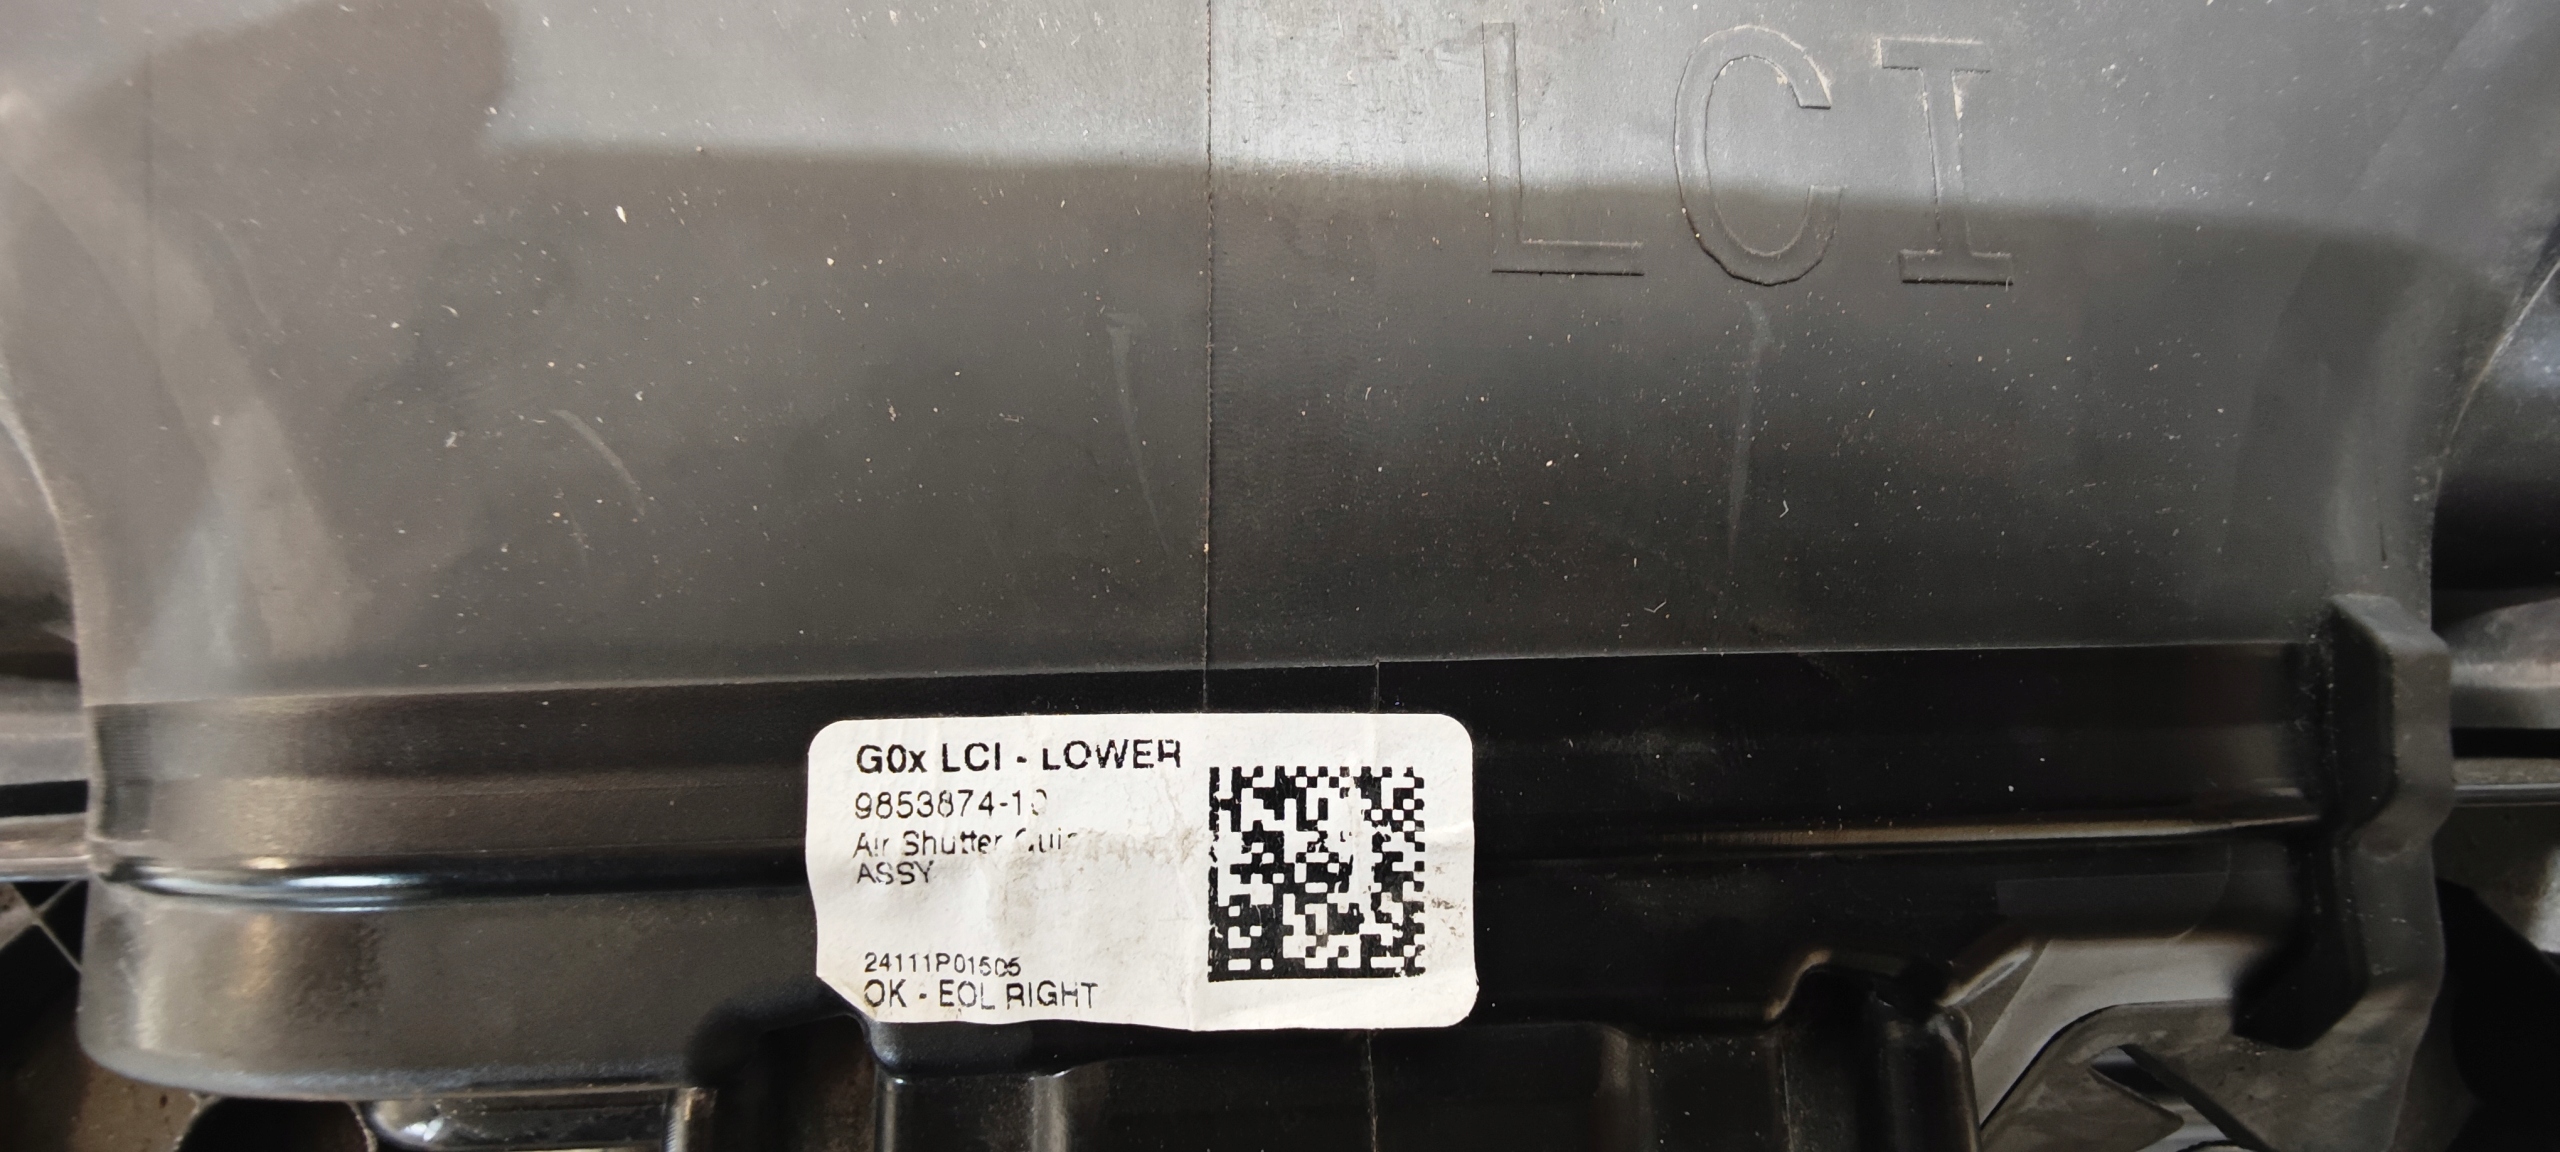 LCI
G0x LCI - LOWER
9853874-10
Air Shutter
ASSY
24111P01505
OK - EOL RIGHT